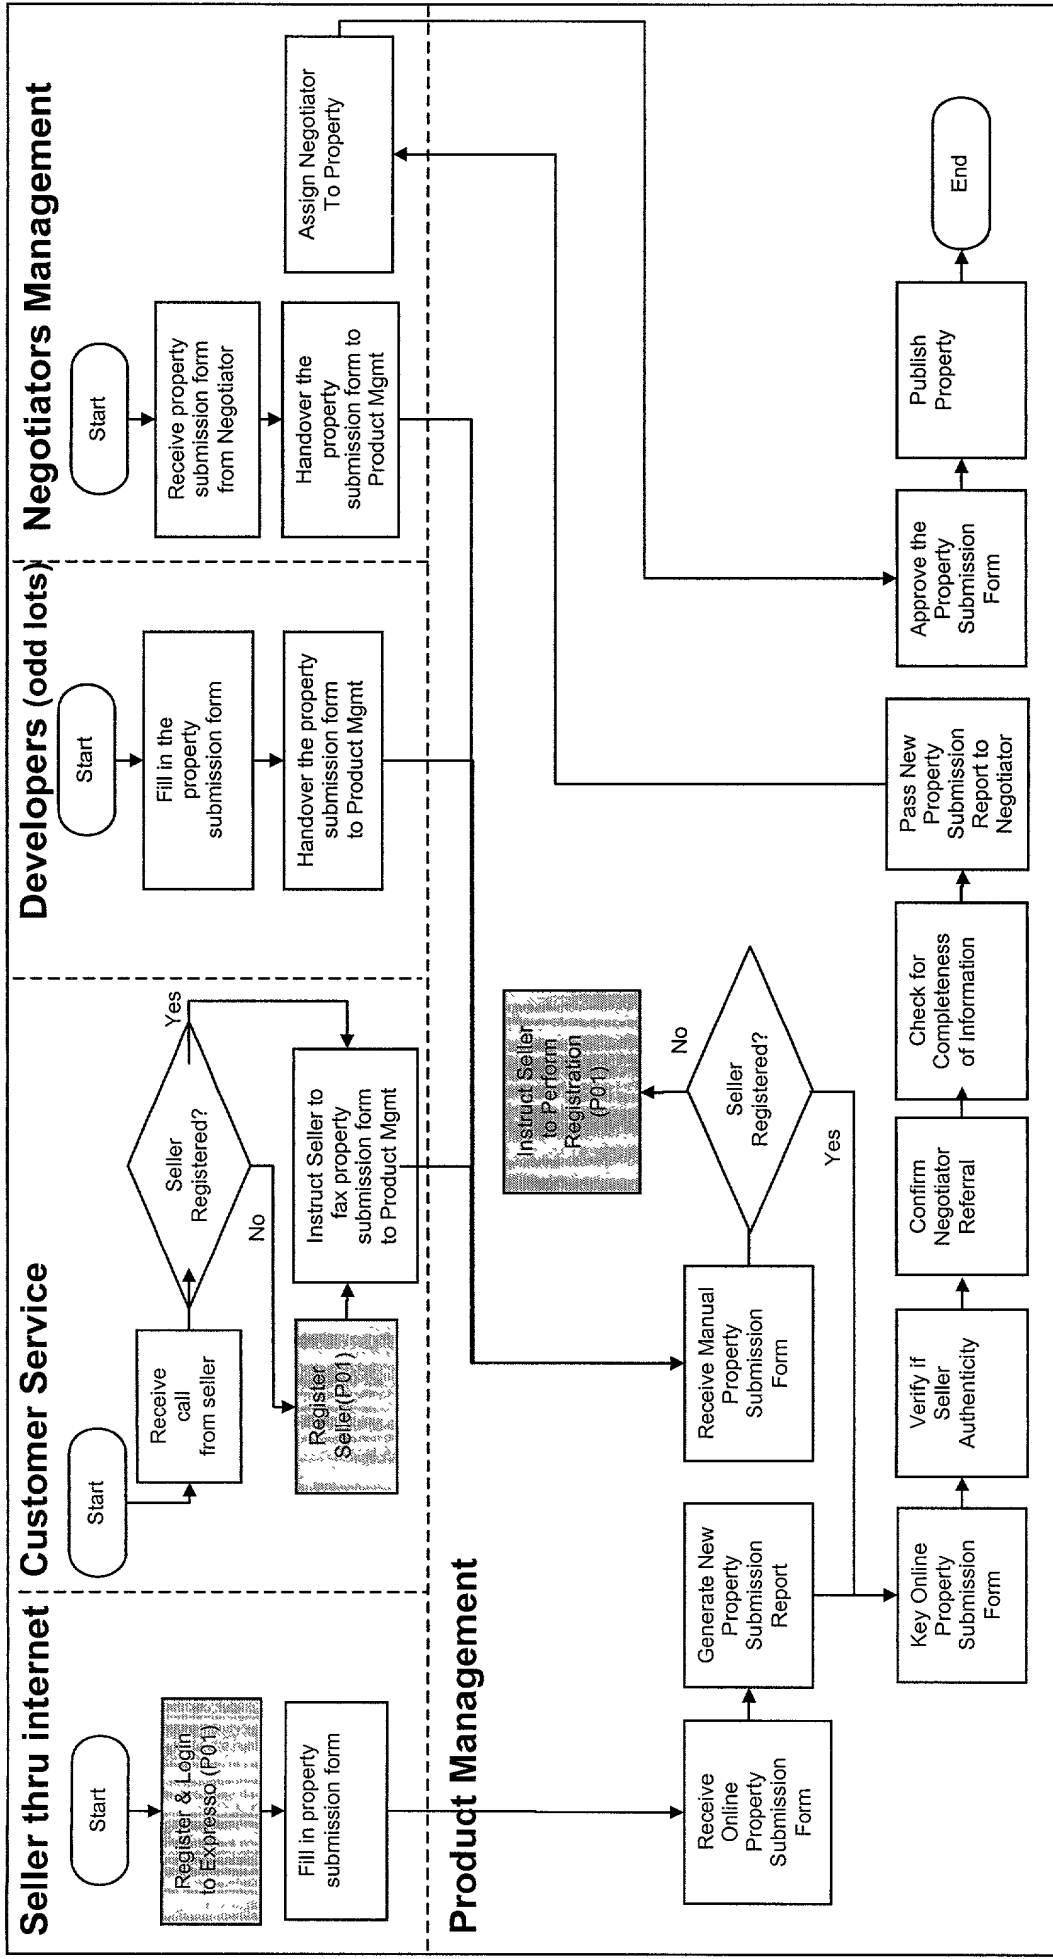 Seller thru internet
Start
Register & Login
to Expresso (P01)
Fill in property
submission form
Customer Service
Start
Receive
call
from seller
Seller
Registered?
Yes
No
Register
Seller(P01)
Instruct Seller to
fax property
submission form
to Product Mgmt
Developers (odd lots)
Start
Fill in the
property
submission form
Handover the property
submission form
to Product Mgmt
Negotiators Management
Start
Receive property
submission form
from Negotiator
Handover the
property
submission form to
Product Mgmt
Assign Negotiator
To Property
Product Management
Receive
Online
Property
Submission
Form
Generate New
Property
Submission
Report
Receive Manual
Property
Submission
Form
Seller
Registered?
No
Yes
Instruct Seller
to Perform
Registration
(P01)
Key Online
Property
Submission
Form
Verify if
Seller
Authenticity
Confirm
Negotiator
Referral
Check for
Completeness
of Information
Pass New
Property
Submission
Report to
Negotiator
Approve the
Property
Submission
Form
Publish
Property
End